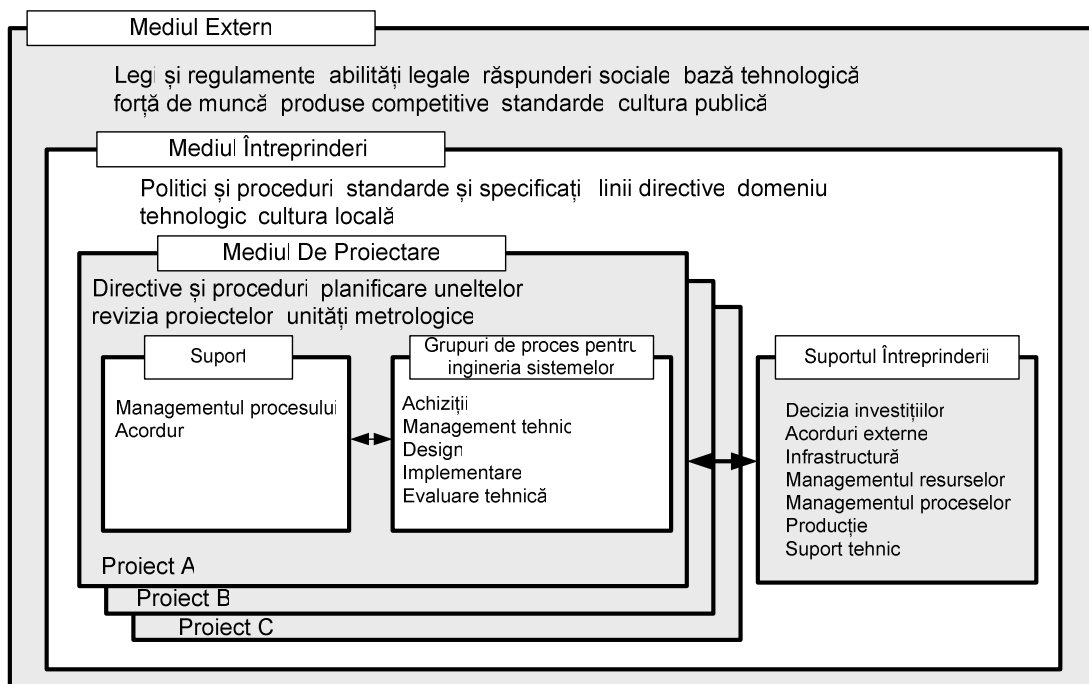 Mediul Extern
Legi și regulamente abilități legale răspunderi sociale bază tehnologică
forță de muncă produse competitive standarde cultura publică
Mediul Întreprinderi
Politici și proceduri standarde și specificați linii directive domeniu
tehnologic cultura locală
Mediul De Proiectare
Directive și proceduri planificare uneltelor
revizia proiectelor unități metrologice
Suport
Managementul procesului
Acordur
Grupuri de proces pentru
ingineria sistemelor
Achiziții
Management tehnic
Design
Implementare
Evaluare tehnică
Suportul Întreprinderii
Decizia investițiilor
Acorduri externe
Infrastructură
Managementul resurselor
Managementul proceselor
Producție
Suport tehnic
Proiect A
Proiect B
Proiect C